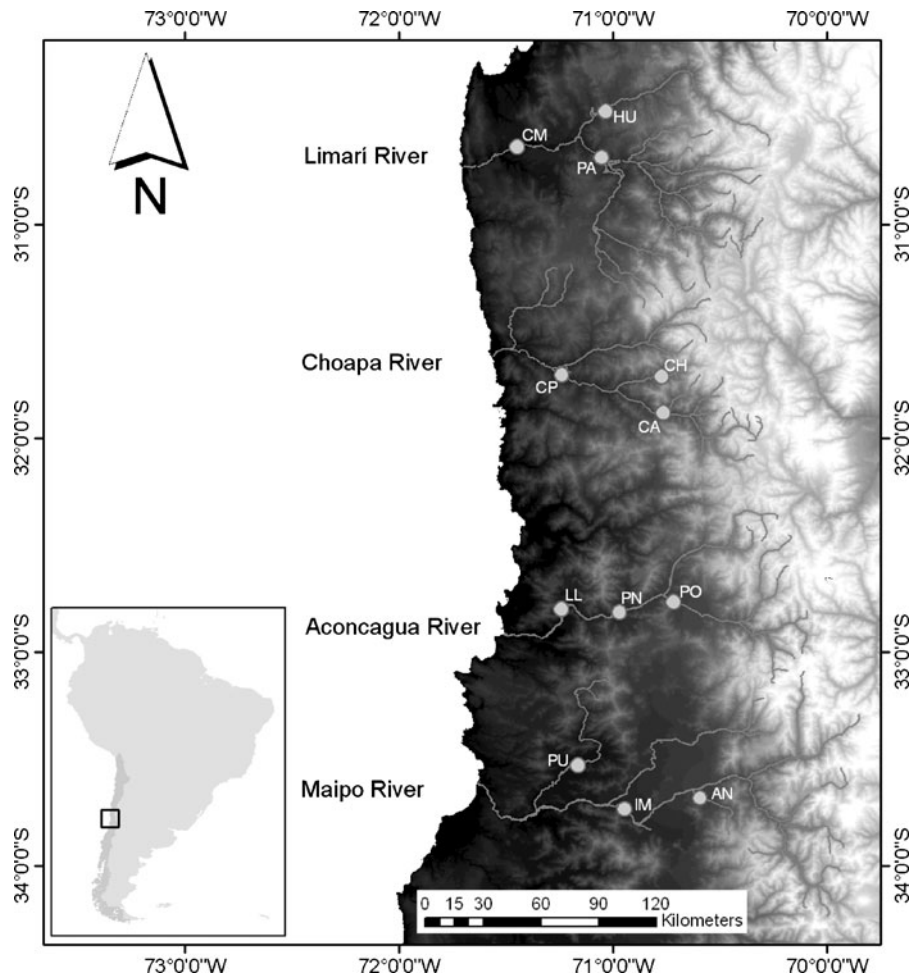 73°0'0"W 72°0'0"W 71°0'0"W 70°0'0"W
31°0'0"S
32°0'0"S
33°0'0"S
34°0'0"S
N
Limarí River
CM
HU
PA
31°0'0"S
Choapa River
CP
CH
CA
32°0'0"S
Aconcagua River
LL
PN
PO
33°0'0"S
Maipo River
PU
IM
AN
34°0'0"S
0 15 30 60 90 120
Kilometers
73°0'0"W 72°0'0"W 71°0'0"W 70°0'0"W